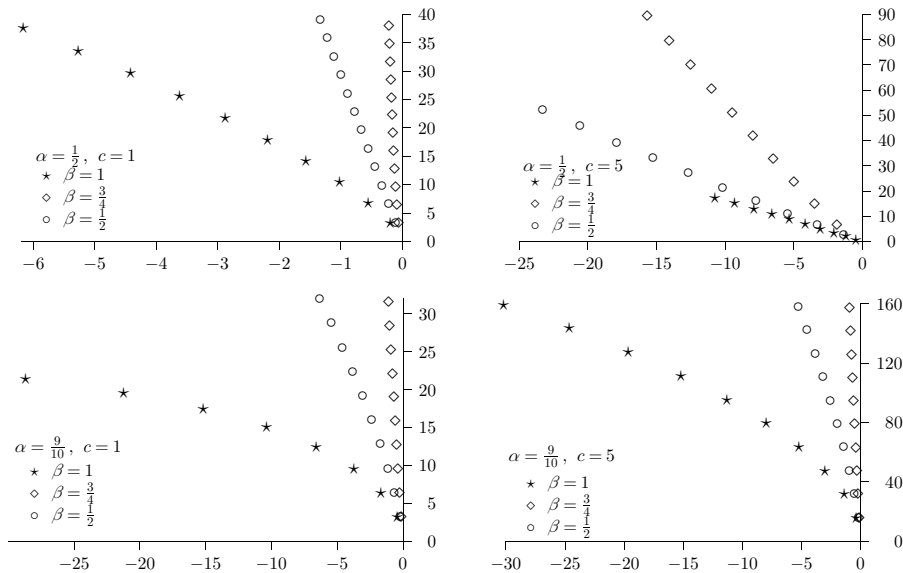 40
35
30
25
20
15
10
5
0
α = 1/2 , c = 1
β = 1
β = 3/4
β = 1/2
−6 −5 −4 −3 −2 −1 0
90
80
70
60
50
40
30
20
10
0
α = 1/2 , c = 5
β = 1
β = 3/4
β = 1/2
−25 −20 −15 −10 −5 0
30
25
20
15
10
5
0
α = 9/10 , c = 1
β = 1
β = 3/4
β = 1/2
−25 −20 −15 −10 −5 0
160
120
80
40
0
α = 9/10 , c = 5
β = 1
β = 3/4
β = 1/2
−30 −25 −20 −15 −10 −5 0